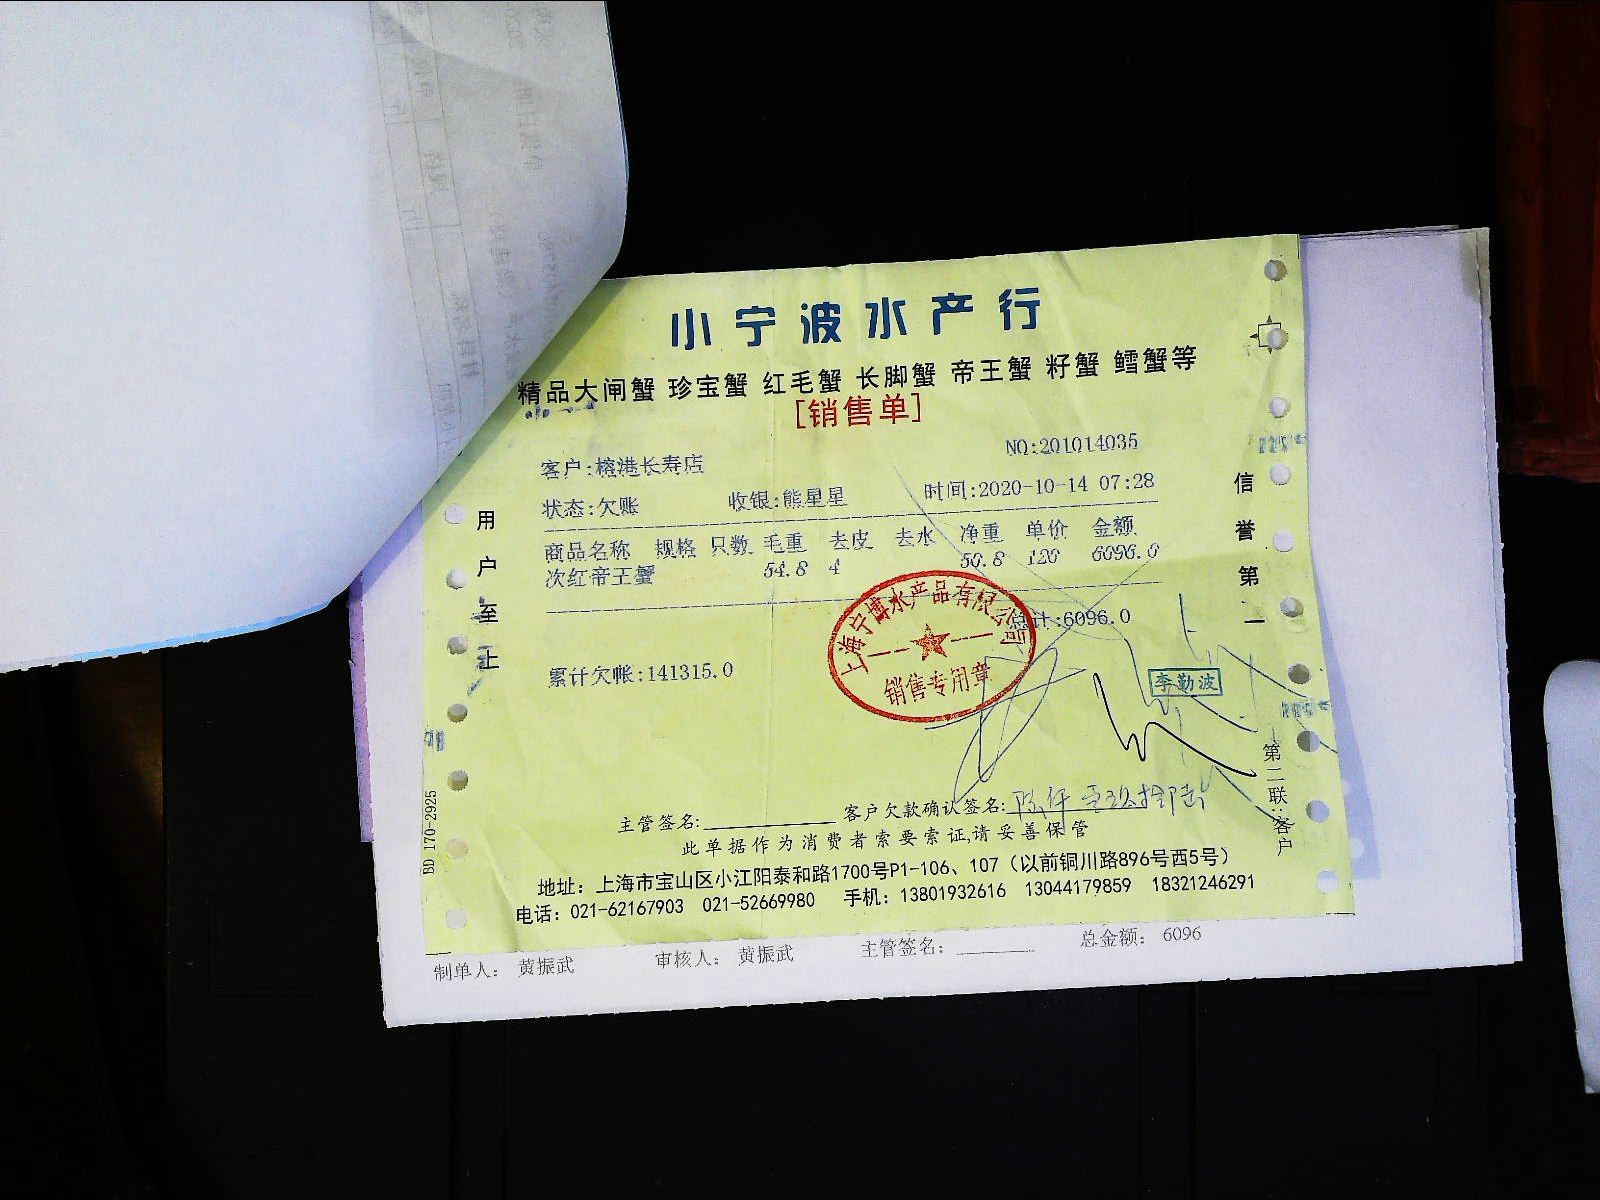 小宁波水产行
精品大闸蟹 珍宝蟹 红毛蟹 长脚蟹 帝王蟹 籽蟹 鳕蟹等
[销售单]
NO:201014035
客户:榕港长寿店
状态:欠账 收银:熊星星 时间:2020-10-14 07:28
商品名称 规格 只数 毛重 去皮 去水 净重 单价 金额
次红帝王蟹 54.8 4 50.8 120 6096.0
总计:6096.0
累计欠帐:141315.0
上海宁博水产品有限公司
销售专用章
李勤波
用户至上
信誉第一
第二联:客户
BD 170-2925
主管签名: 客户欠款确认签名:
此单据作为消费者索要索证,请妥善保管
地址：上海市宝山区小江阳泰和路1700号P1-106、107（以前铜川路896号西5号）
电话：021-62167903 021-52669980 手机：13801932616 13044179859 18321246291
制单人： 黄振武 审核人： 黄振武 主管签名： 总金额： 6096